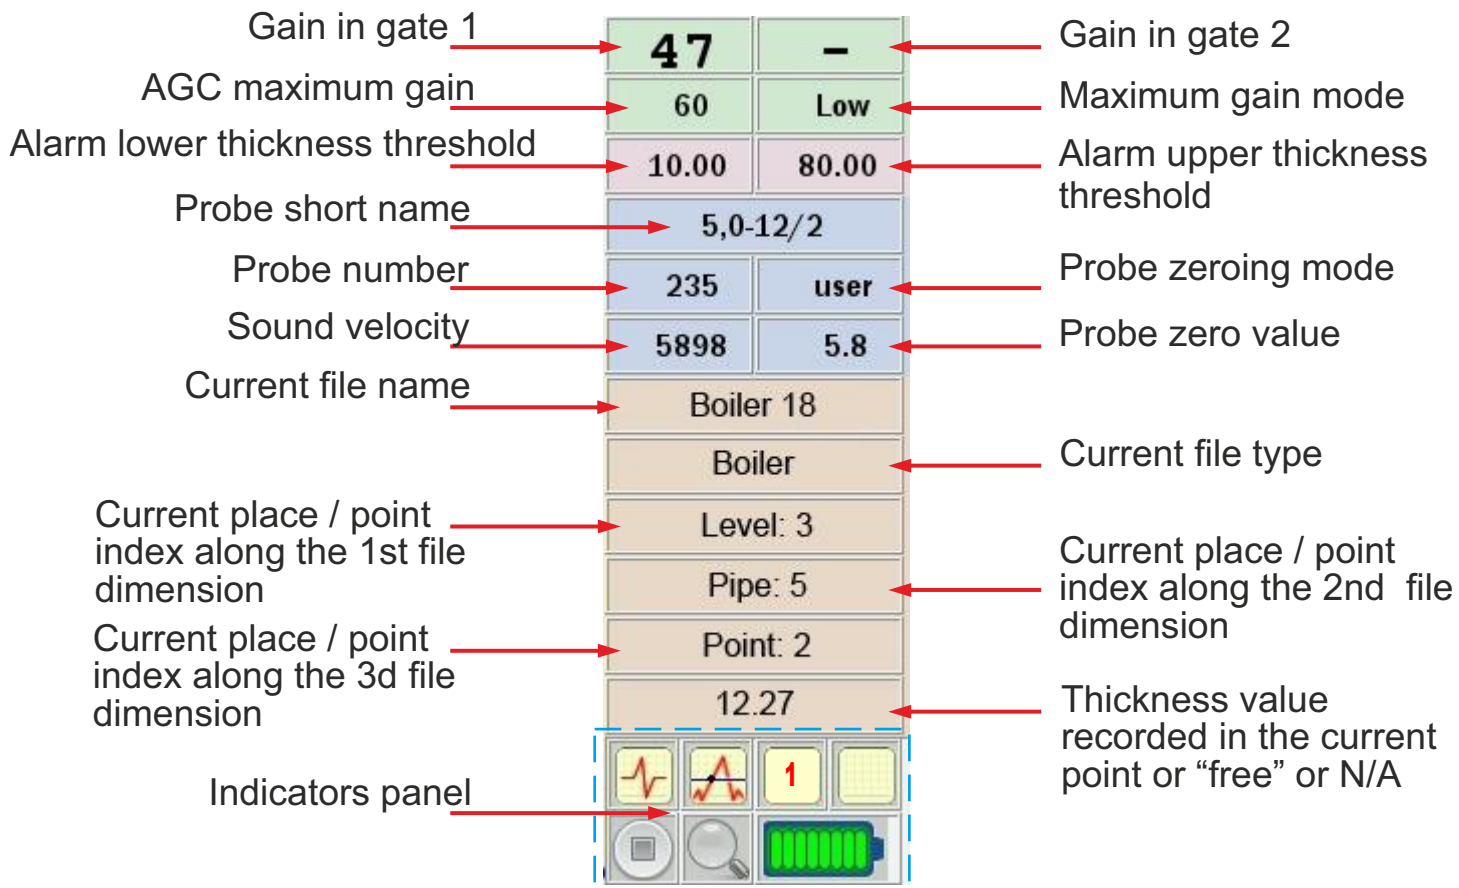 Gain in gate 1
47
–
Gain in gate 2
AGC maximum gain
60
Low
Maximum gain mode
Alarm lower thickness threshold
10.00
80.00
Alarm upper thickness
threshold
Probe short name
5,0-12/2
Probe number
235
user
Probe zeroing mode
Sound velocity
5898
5.8
Probe zero value
Current file name
Boiler 18
Boiler
Current file type
Current place / point
index along the 1st file
dimension
Level: 3
Pipe: 5
Current place / point
index along the 2nd file
dimension
Current place / point
index along the 3d file
dimension
Point: 2
12.27
Thickness value
recorded in the current
point or “free” or N/A
Indicators panel
1